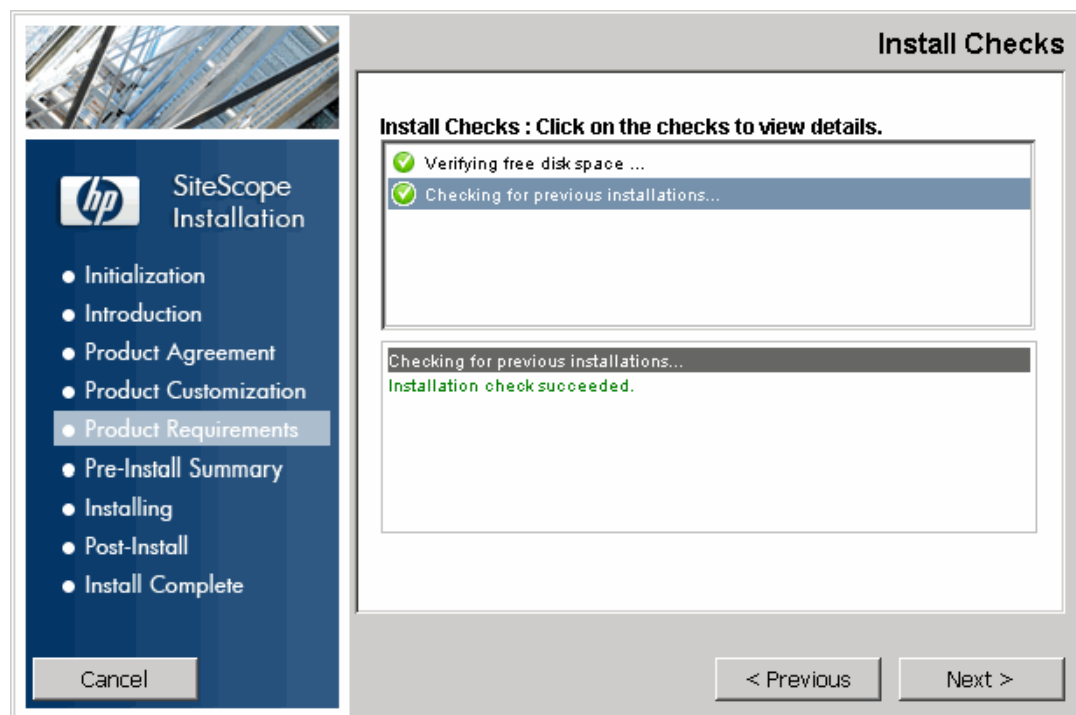 Install Checks
Install Checks : Click on the checks to view details.
Verifying free disk space ...
Checking for previous installations...
Checking for previous installations...
Installation check succeeded.
hp
SiteScope
Installation
Initialization
Introduction
Product Agreement
Product Customization
Product Requirements
Pre-Install Summary
Installing
Post-Install
Install Complete
Cancel
< Previous
Next >